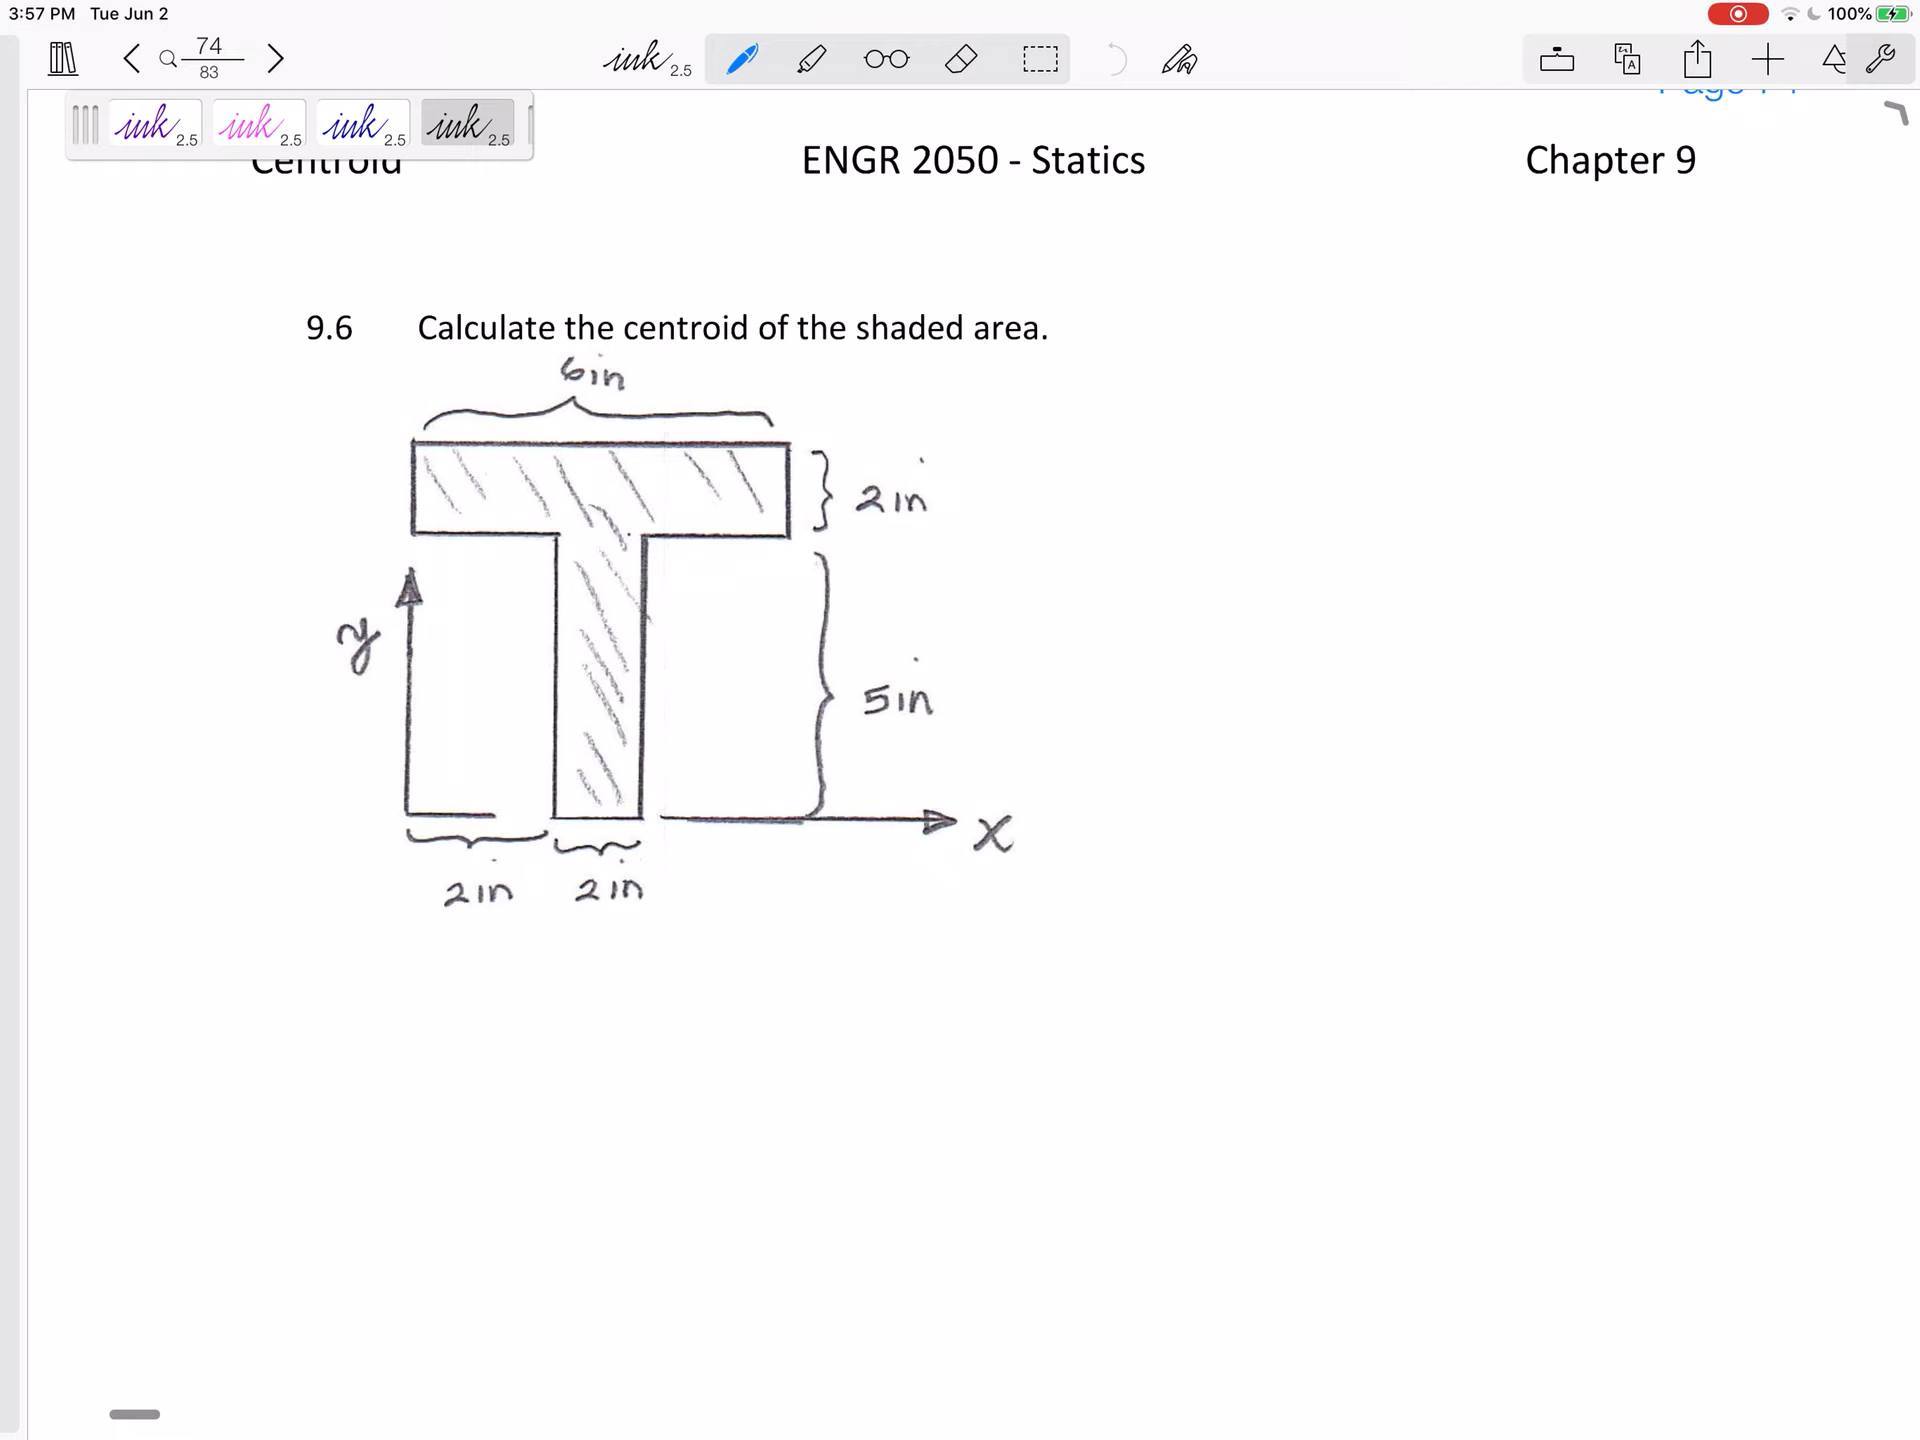 3:57 PM Tue Jun 2
100%
74
83
ink 2.5
ink 2.5
ink 2.5
ink 2.5
ink 2.5
A
Centroid
ENGR 2050 - Statics
Chapter 9
9.6 Calculate the centroid of the shaded area.
6in
2in
y
5in
x
2in
2in